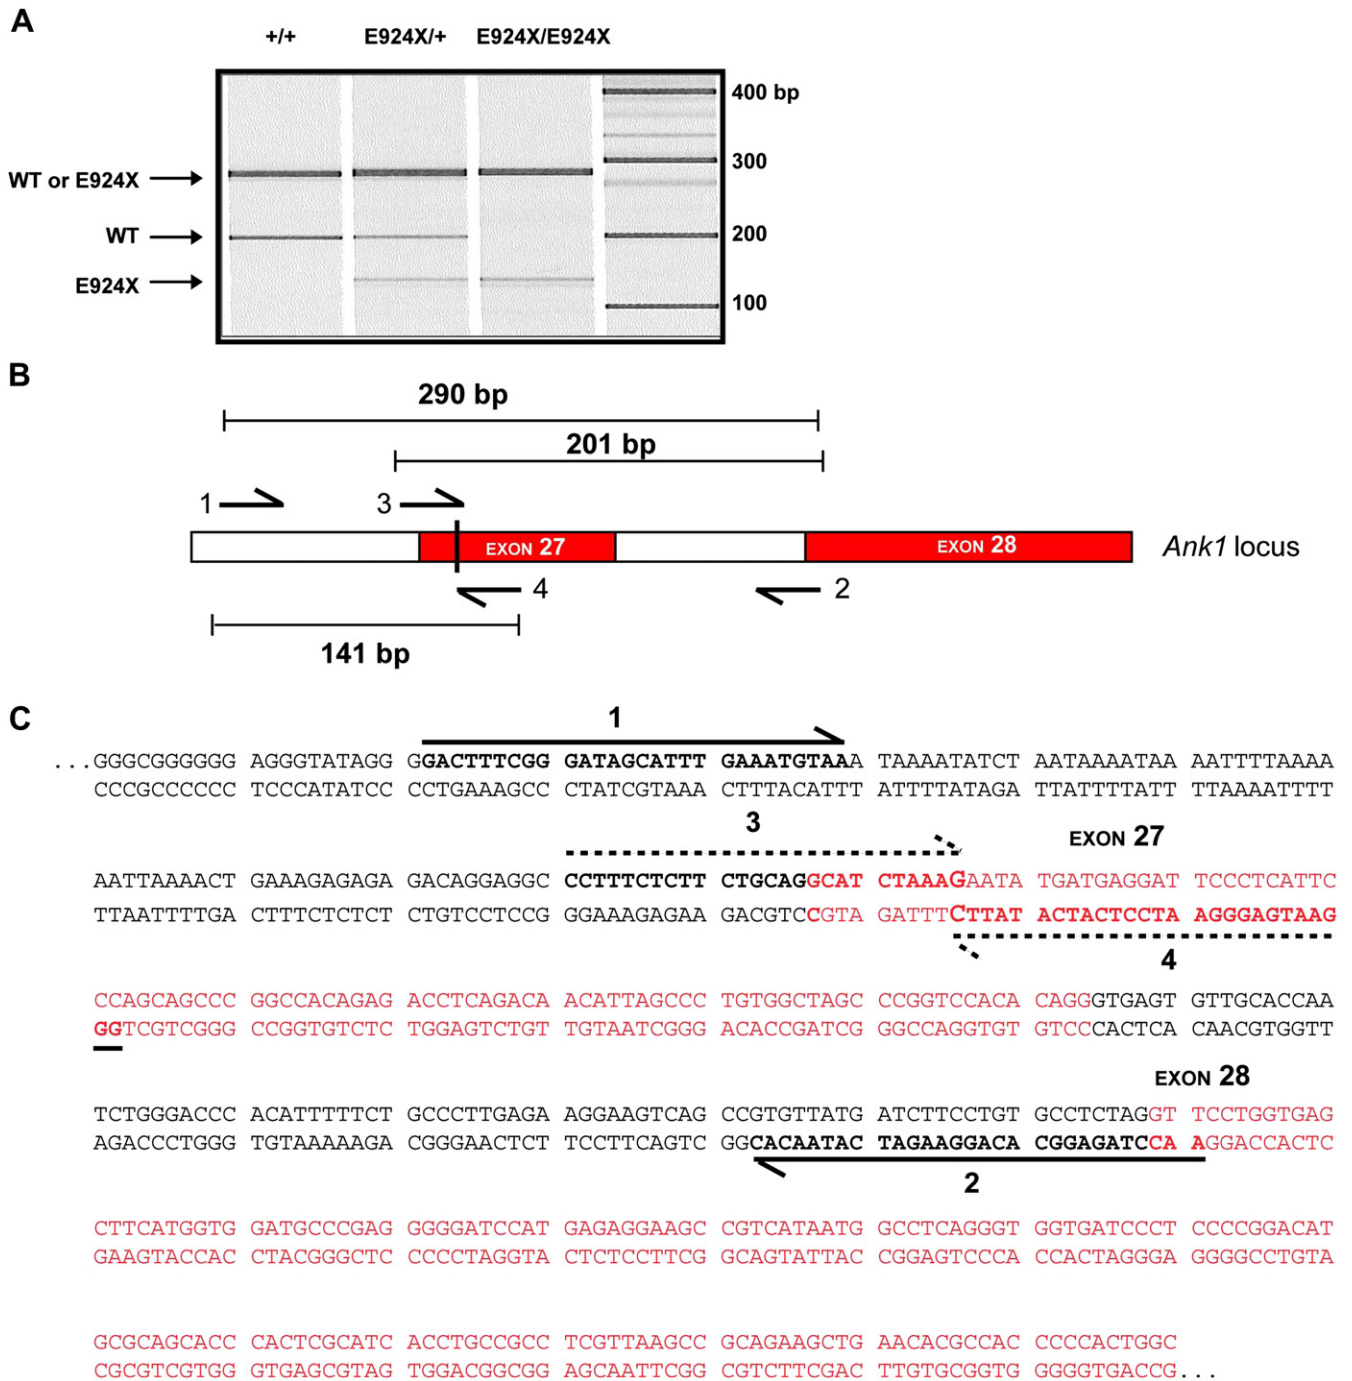 A
+/+ E924X/+ E924X/E924X
400 bp
WT or E924X
300
WT
200
E924X
100
B
290 bp
201 bp
1 3
EXON 27 EXON 28 Ank1 locus
4 2
141 bp
C
1
...GGGCGGGGGG AGGGTATAGG GGACTTTCGG GATAGCATTT GAAATGTAAA TAAAATATCT AATAAAATAA AATTTTAAAA
CCCGCCCCCC TCCCATATCC CCTGAAAGCC CTATCGTAAA CTTTACATTT ATTTTATAGA TTATTTTATT TTAAAATTTT
3 EXON 27
AATTAAAACT GAAAGAGAGA GACAGGAGGC CCTTTCTCTT CTGCAGGCAT CTAAAGAATA TGATGAGGAT TCCCTCATTC
TTAATTTTGA CTTTCTCTCT CTGTCCTCCG GGAAAGAGAA GACGTCCGTA GATTTCTTAT ACTACTCCTA AGGGAGTAAG
4
CCAGCAGCCC GGCCACAGAG ACCTCAGACA ACATTAGCCC TGTGGCTAGC CCGGTCCACA CAGGGTGAGT GTTGCACCAA
GGTCGTCGGG CCGGTGTCTC TGGAGTCTGT TGTAATCGGG ACACCGATCG GGCCAGGTGT GTCCCACTCA CAACGTGGTT
EXON 28
TCTGGGACCC ACATTTTTCT GCCCTTGAGA AGGAAGTCAG CCGTGTTATG ATCTTCCTGT GCCTCTAGGT TCCTGGTGAG
AGACCCTGGG TGTAAAAAGA CGGGAACTCT TCCTTCAGTC GGCACAATAC TAGAAGGACA CGGAGATCCA AGGACCACTC
2
CTTCATGGTG GATGCCCGAG GGGGATCCAT GAGAGGAAGC CGTCATAATG GCCTCAGGGT GGTGATCCCT CCCCGGACAT
GAAGTACCAC CTACGGGCTC CCCCTAGGTA CTCTCCTTCG GCAGTATTAC CGGAGTCCCA CCACTAGGGA GGGGCCTGTA
GCGCAGCACC CACTCGCATC ACCTGCCGCC TCGTTAAGCC GCAGAAGCTG AACACGCCAC CCCCACTGGC
CGCGTCGTGG GTGAGCGTAG TGGACGGCGG AGCAATTCGG CGTCTTCGAC TTGTGCGGTG GGGGTGACCG...